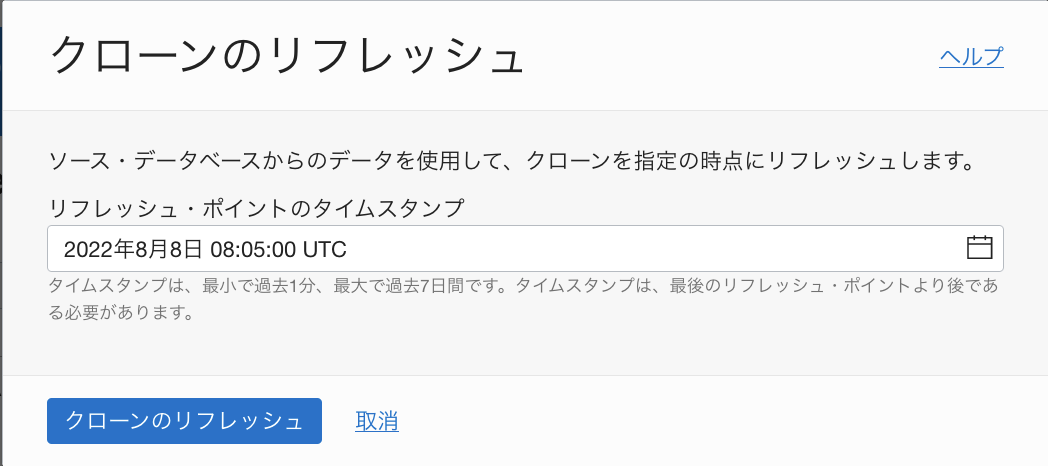 クローンのリフレッシュ
ヘルプ
ソース・データベースからのデータを使用して、クローンを指定の時点にリフレッシュします。
リフレッシュ・ポイントのタイムスタンプ
2022年8月8日 08:05:00 UTC
タイムスタンプは、最小で過去1分、最大で過去7日間です。タイムスタンプは、最後のリフレッシュ・ポイントより後であ
る必要があります。
クローンのリフレッシュ
取消